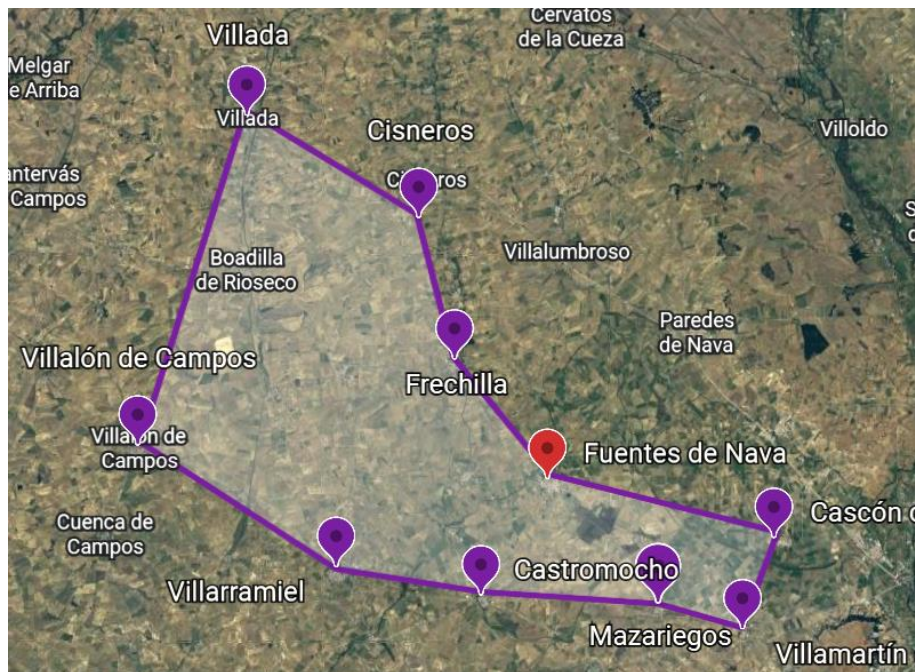 Cervatos
de la Cueza
Villada
Melgar
de Arriba
Villada
Cisneros
Villoldo
Campos
Villalumbroso
Boadilla
de Rioseco
Paredes
de Nava
Villalón de Campos
Frechilla
Villalón de
Campos
Fuentes de Nava
Cascón
Cuenca de
Campos
Castromocho
Villarramiel
Mazariegos
Villamartín